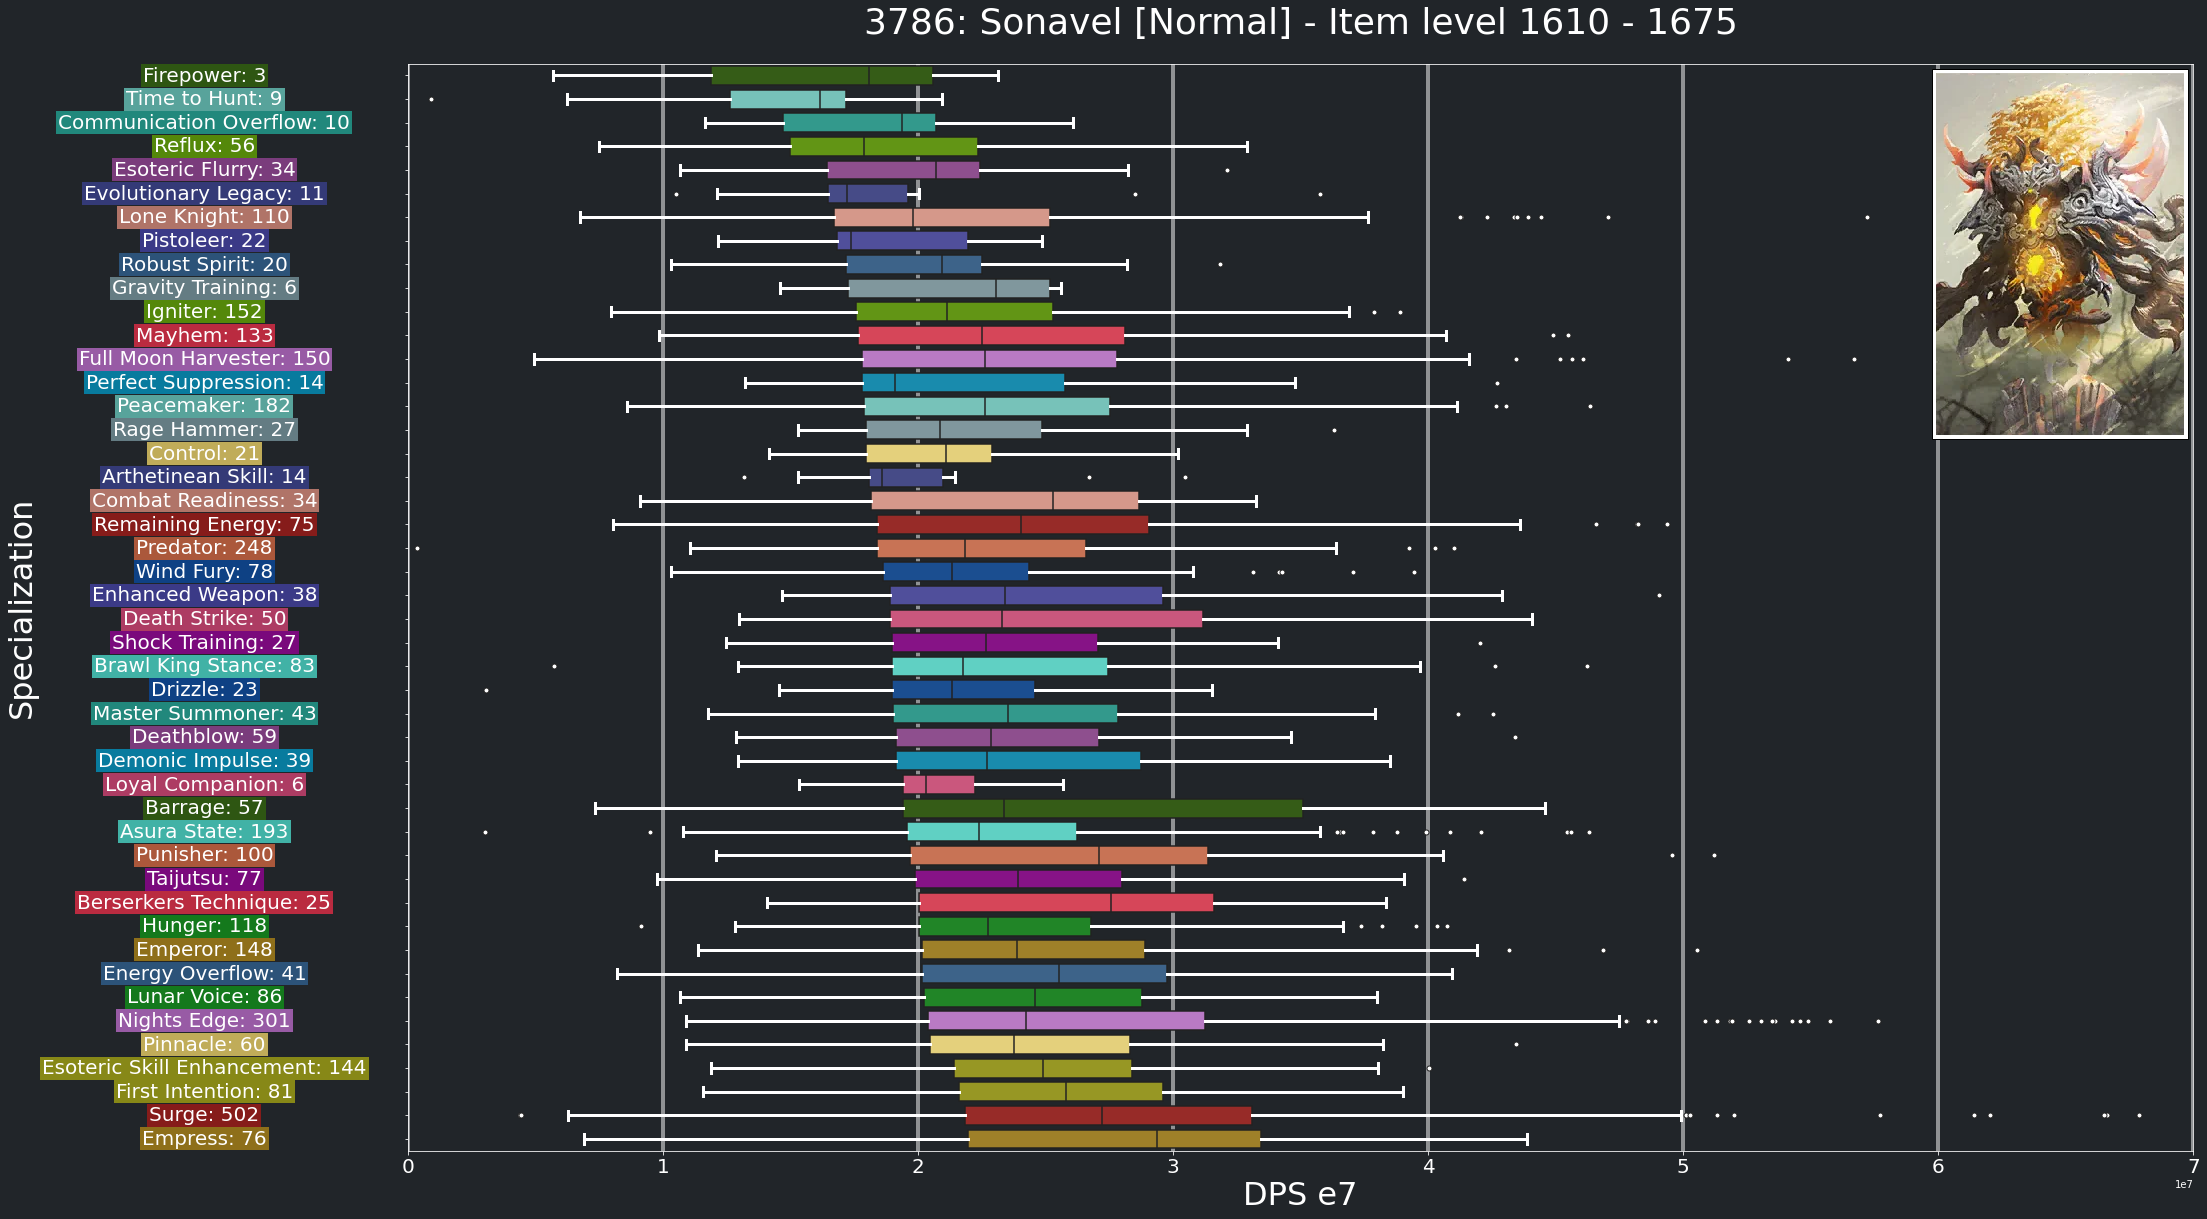 3786: Sonavel [Normal] - Item level 1610 - 1675
Firepower: 3
Time to Hunt: 9
Communication Overflow: 10
Reflux: 56
Esoteric Flurry: 34
Evolutionary Legacy: 11
Lone Knight: 110
Pistoleer: 22
Robust Spirit: 20
Gravity Training: 6
Igniter: 152
Mayhem: 133
Full Moon Harvester: 150
Perfect Suppression: 14
Peacemaker: 182
Rage Hammer: 27
Control: 21
Arthetinean Skill: 14
Combat Readiness: 34
Remaining Energy: 75
Predator: 248
Wind Fury: 78
Enhanced Weapon: 38
Death Strike: 50
Shock Training: 27
Brawl King Stance: 83
Drizzle: 23
Master Summoner: 43
Deathblow: 59
Demonic Impulse: 39
Loyal Companion: 6
Barrage: 57
Asura State: 193
Punisher: 100
Taijutsu: 77
Berserkers Technique: 25
Hunger: 118
Emperor: 148
Energy Overflow: 41
Lunar Voice: 86
Nights Edge: 301
Pinnacle: 60
Esoteric Skill Enhancement: 144
First Intention: 81
Surge: 502
Empress: 76
Specialization
0 1 2 3 4 5 6 7
DPS e7
1e7